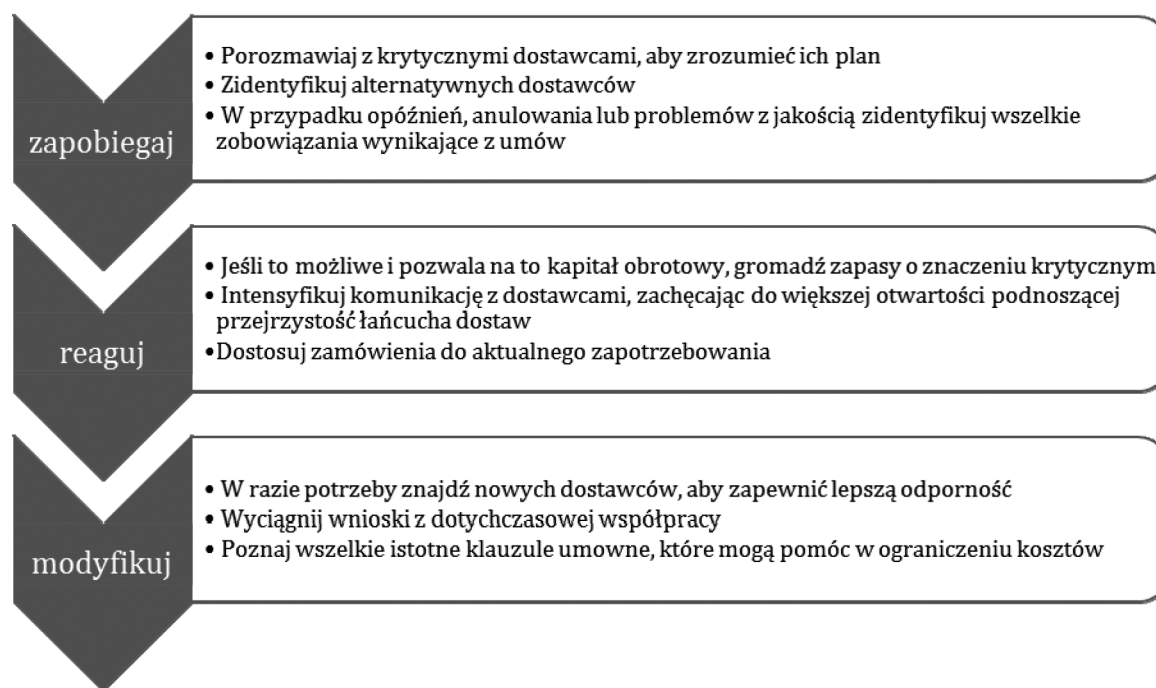 zapobiegaj
• Porozmawiaj z krytycznymi dostawcami, aby zrozumieć ich plan
• Zidentyfikuj alternatywnych dostawców
• W przypadku opóźnień, anulowania lub problemów z jakością zidentyfikuj wszelkie
zobowiązania wynikające z umów
reaguj
• Jeśli to możliwe i pozwala na to kapitał obrotowy, gromadź zapasy o znaczeniu krytycznym
• Intensyfikuj komunikację z dostawcami, zachęcając do większej otwartości podnoszącej
przejrzystość łańcucha dostaw
•Dostosuj zamówienia do aktualnego zapotrzebowania
modyfikuj
• W razie potrzeby znajdź nowych dostawców, aby zapewnić lepszą odporność
• Wyciągnij wnioski z dotychczasowej współpracy
• Poznaj wszelkie istotne klauzule umowne, które mogą pomóc w ograniczeniu kosztów